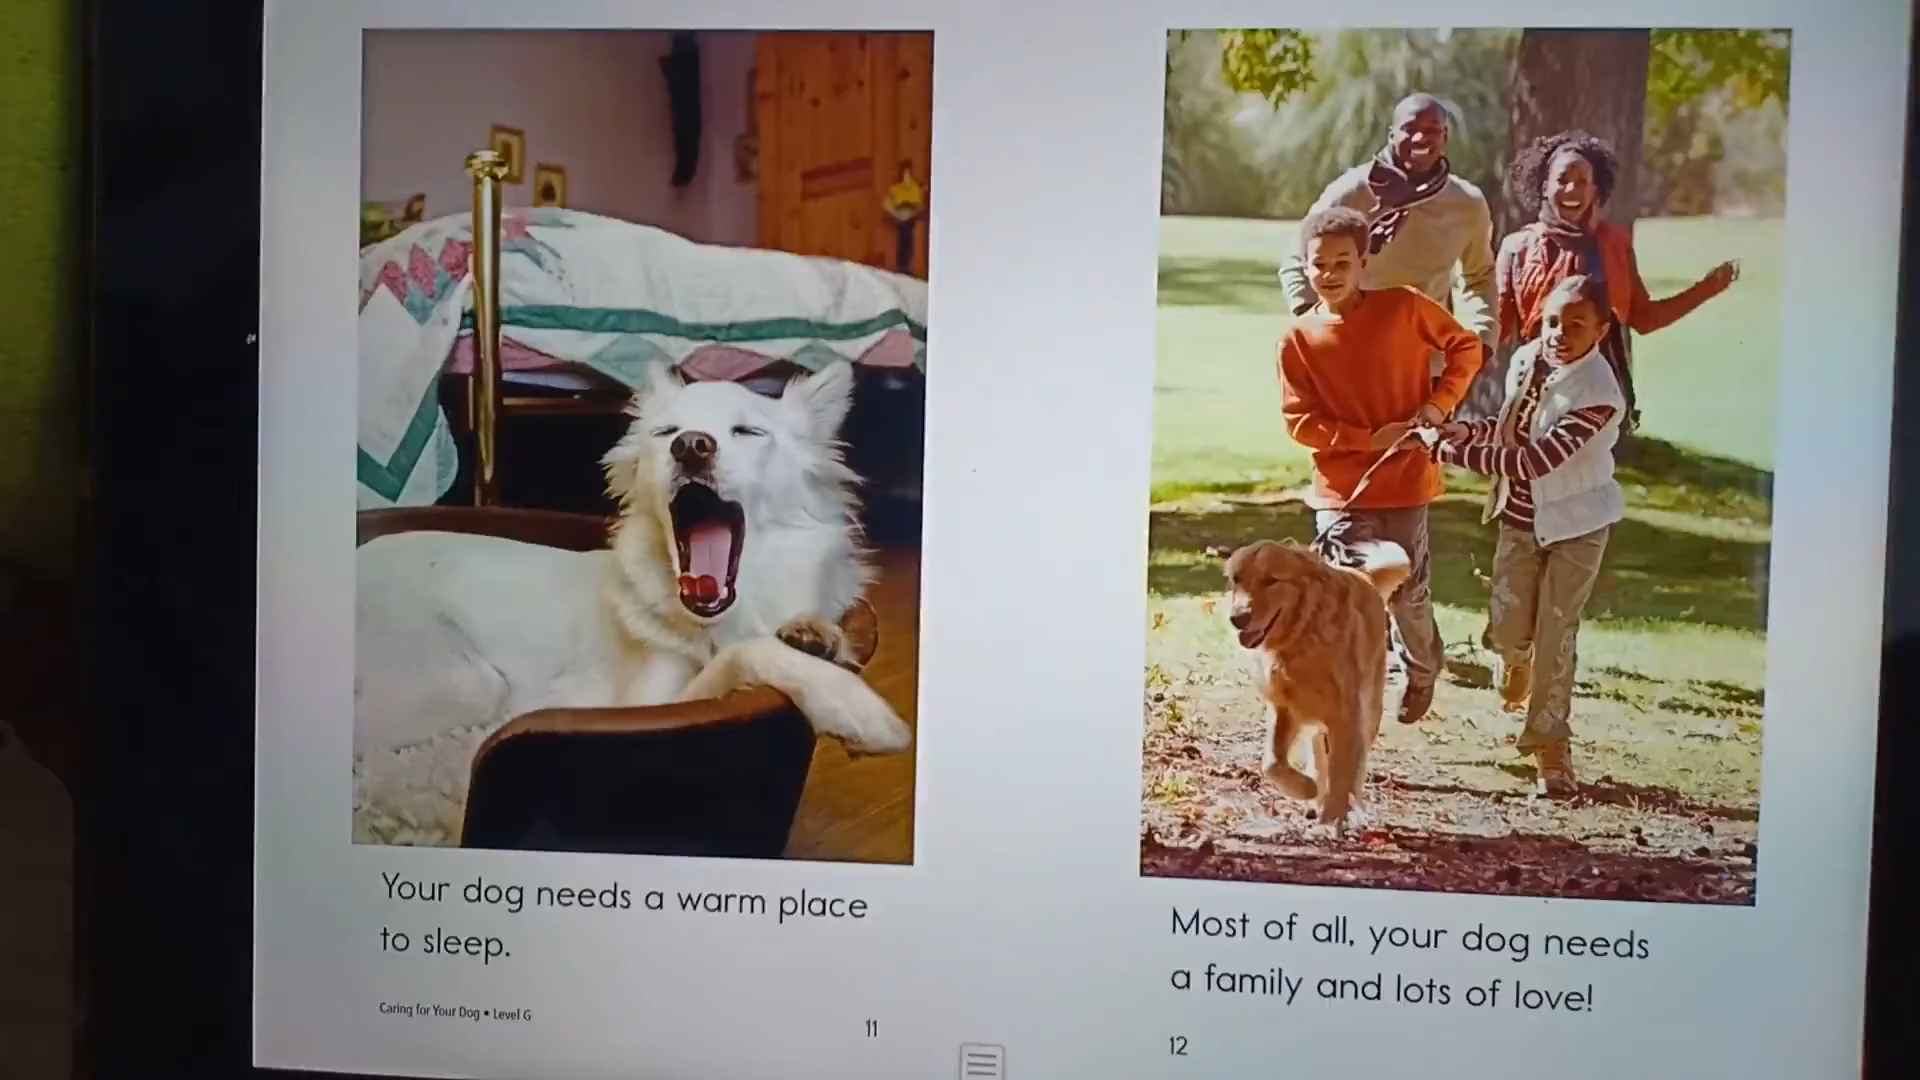 Your dog needs a warm place
to sleep.
Caring for Your Dog • Level G
11
Most of all, your dog needs
a family and lots of love!
12